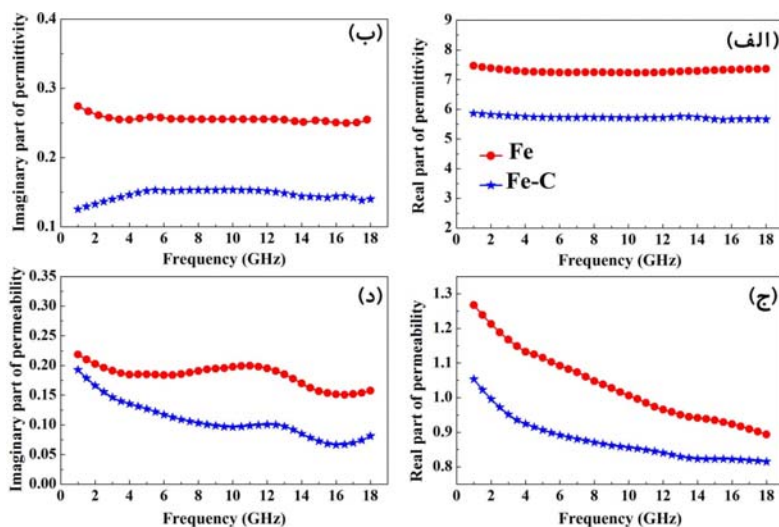 (ب)
Imaginary part of permittivity
0.4
0.3
0.2
0.1
0 2 4 6 8 10 12 14 16 18
Frequency (GHz)
(الف)
Real part of permittivity
9
8
7
6
5
4
3
2
Fe
Fe-C
0 2 4 6 8 10 12 14 16 18
Frequency (GHz)
(د)
Imaginary part of permeability
0.35
0.30
0.25
0.20
0.15
0.10
0.05
0.00
0 2 4 6 8 10 12 14 16 18
Frequency (GHz)
(ج)
Real part of permeability
1.3
1.2
1.1
1.0
0.9
0.8
0 2 4 6 8 10 12 14 16 18
Frequency (GHz)